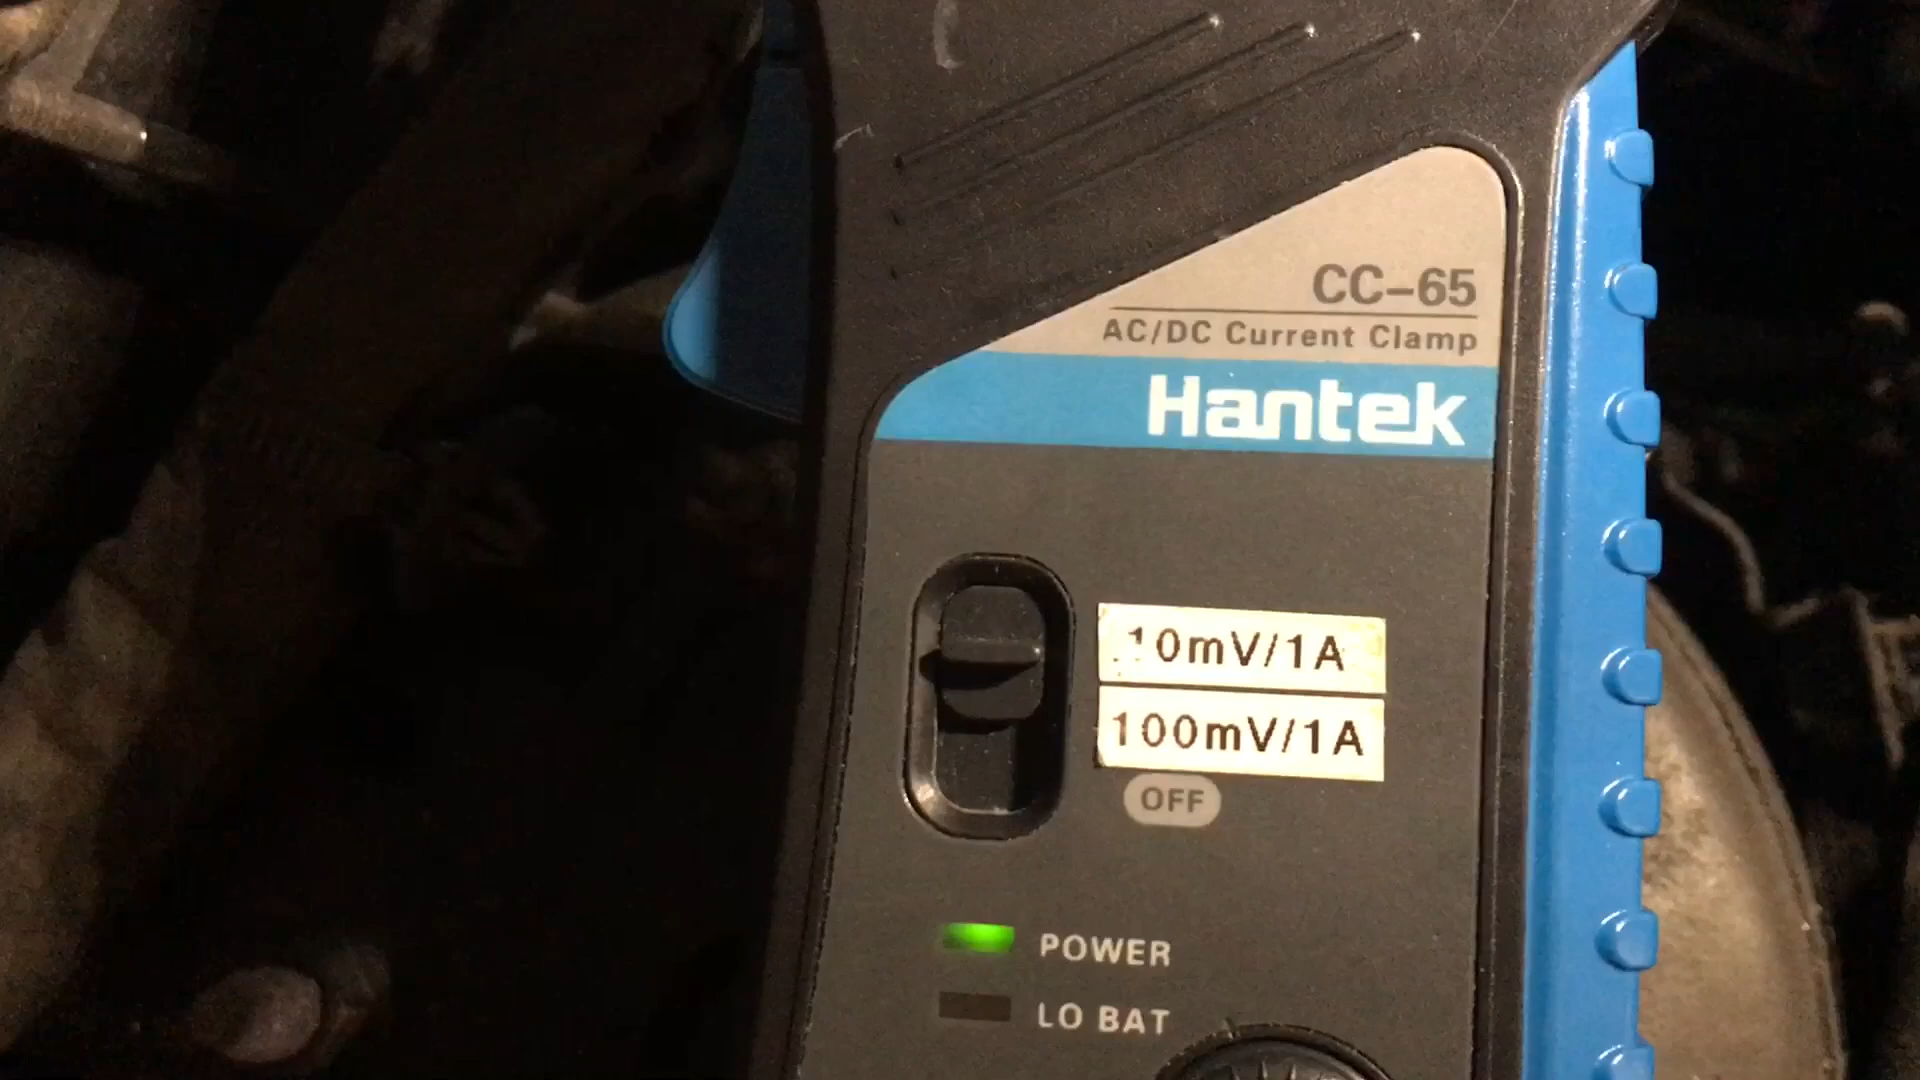 CC-65
AC/DC Current Clamp
Hantek
10mV/1A
100mV/1A
OFF
POWER
LO BAT